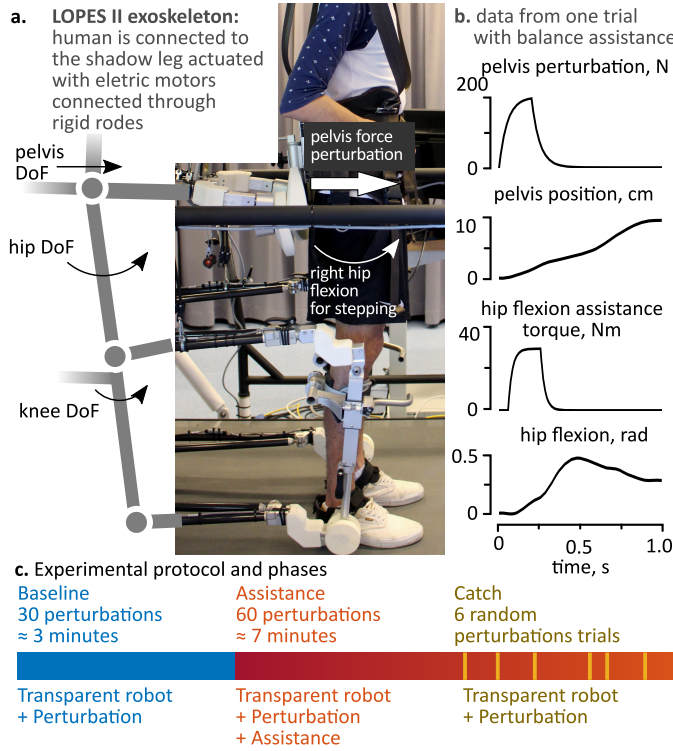 a. LOPES II exoskeleton:
human is connected to
the shadow leg actuated
with eletric motors
connected through
rigid rodes
pelvis
DoF
hip DoF
knee DoF
pelvis force
perturbation
right hip
flexion
for stepping
b. data from one trial
with balance assistance
pelvis perturbation, N
200
0
pelvis position, cm
10
0
hip flexion assistance
torque, Nm
40
0
hip flexion, rad
0.5
0
0 0.5 1.0
time, s
c. Experimental protocol and phases
Baseline
30 perturbations
≈ 3 minutes
Assistance
60 perturbations
≈ 7 minutes
Catch
6 random
perturbations trials
Transparent robot
+ Perturbation
Transparent robot
+ Perturbation
+ Assistance
Transparent robot
+ Perturbation